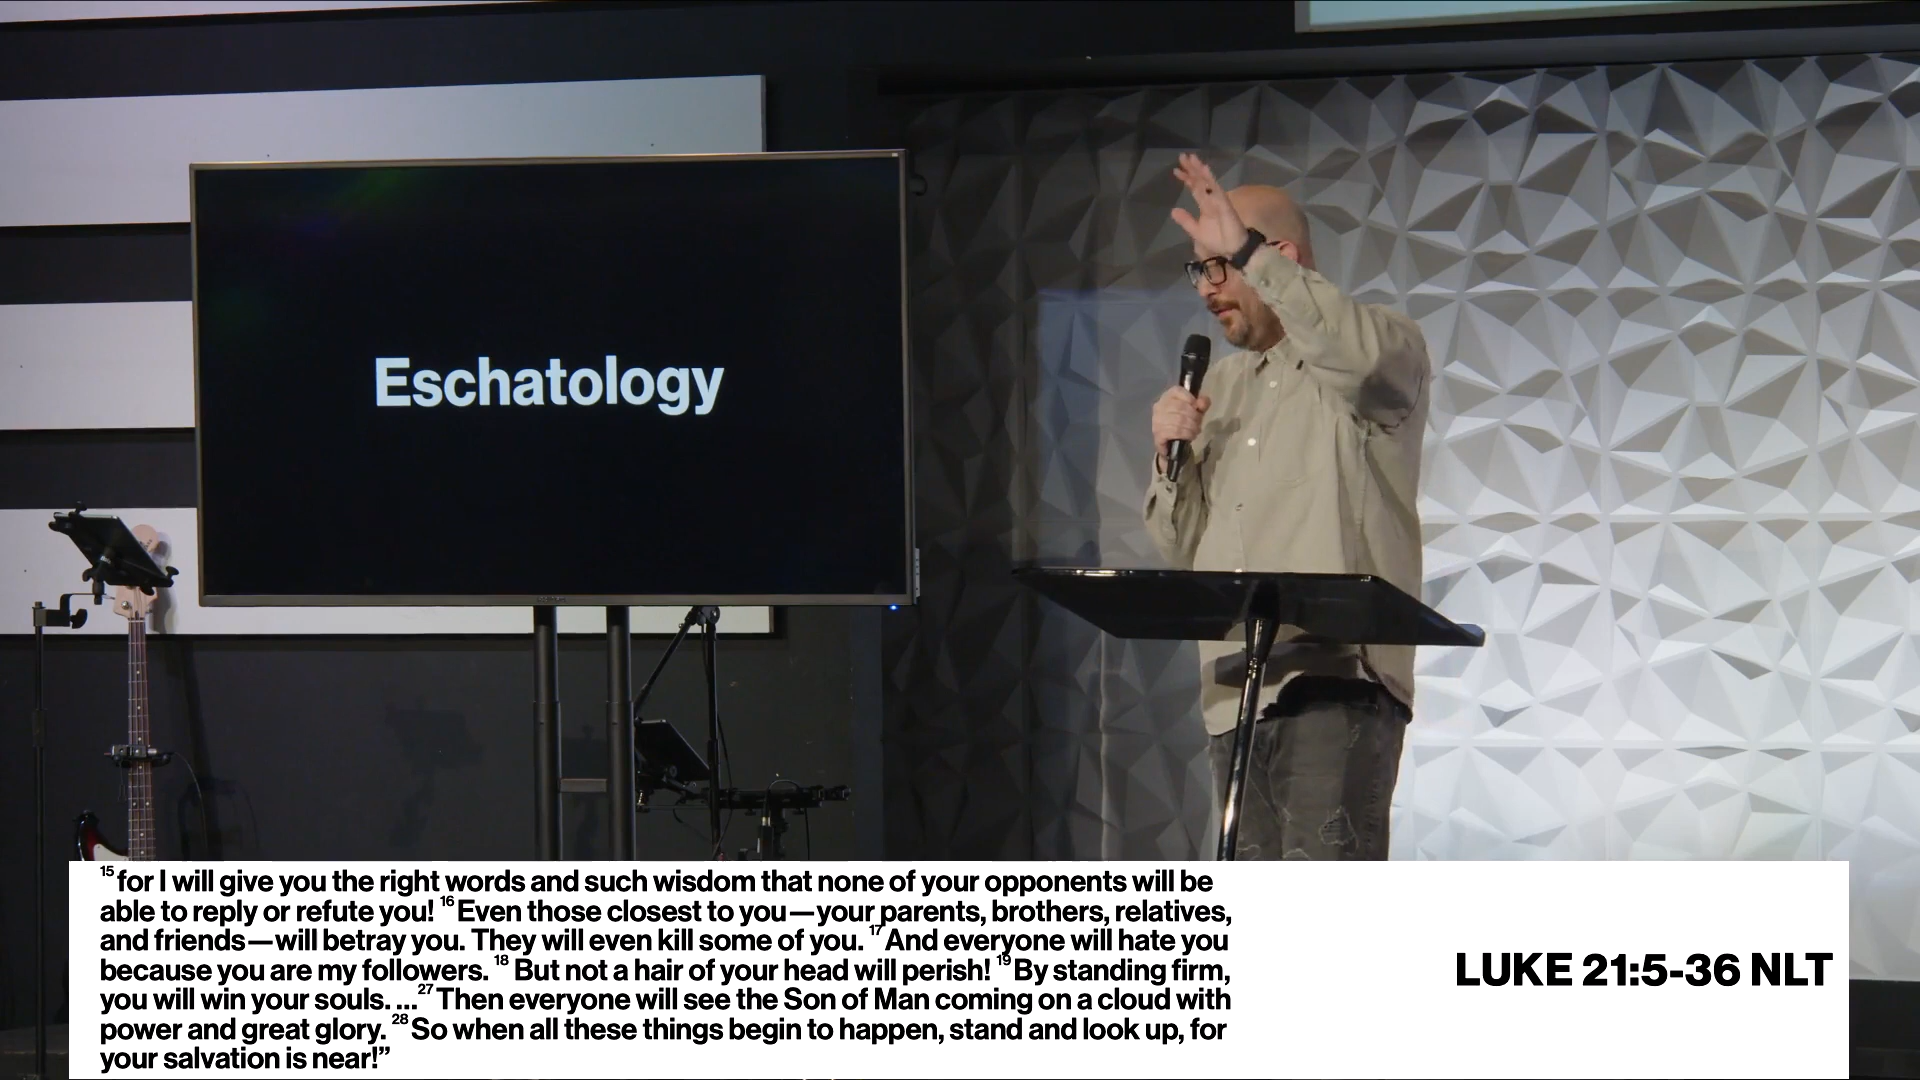 Eschatology
¹⁵ for I will give you the right words and such wisdom that none of your opponents will be
able to reply or refute you! ¹⁶ Even those closest to you—your parents, brothers, relatives,
and friends—will betray you. They will even kill some of you. ¹⁷ And everyone will hate you
because you are my followers. ¹⁸ But not a hair of your head will perish! ¹⁹ By standing firm,
you will win your souls. ...²⁷ Then everyone will see the Son of Man coming on a cloud with
power and great glory. ²⁸ So when all these things begin to happen, stand and look up, for
your salvation is near!”
LUKE 21:5-36 NLT